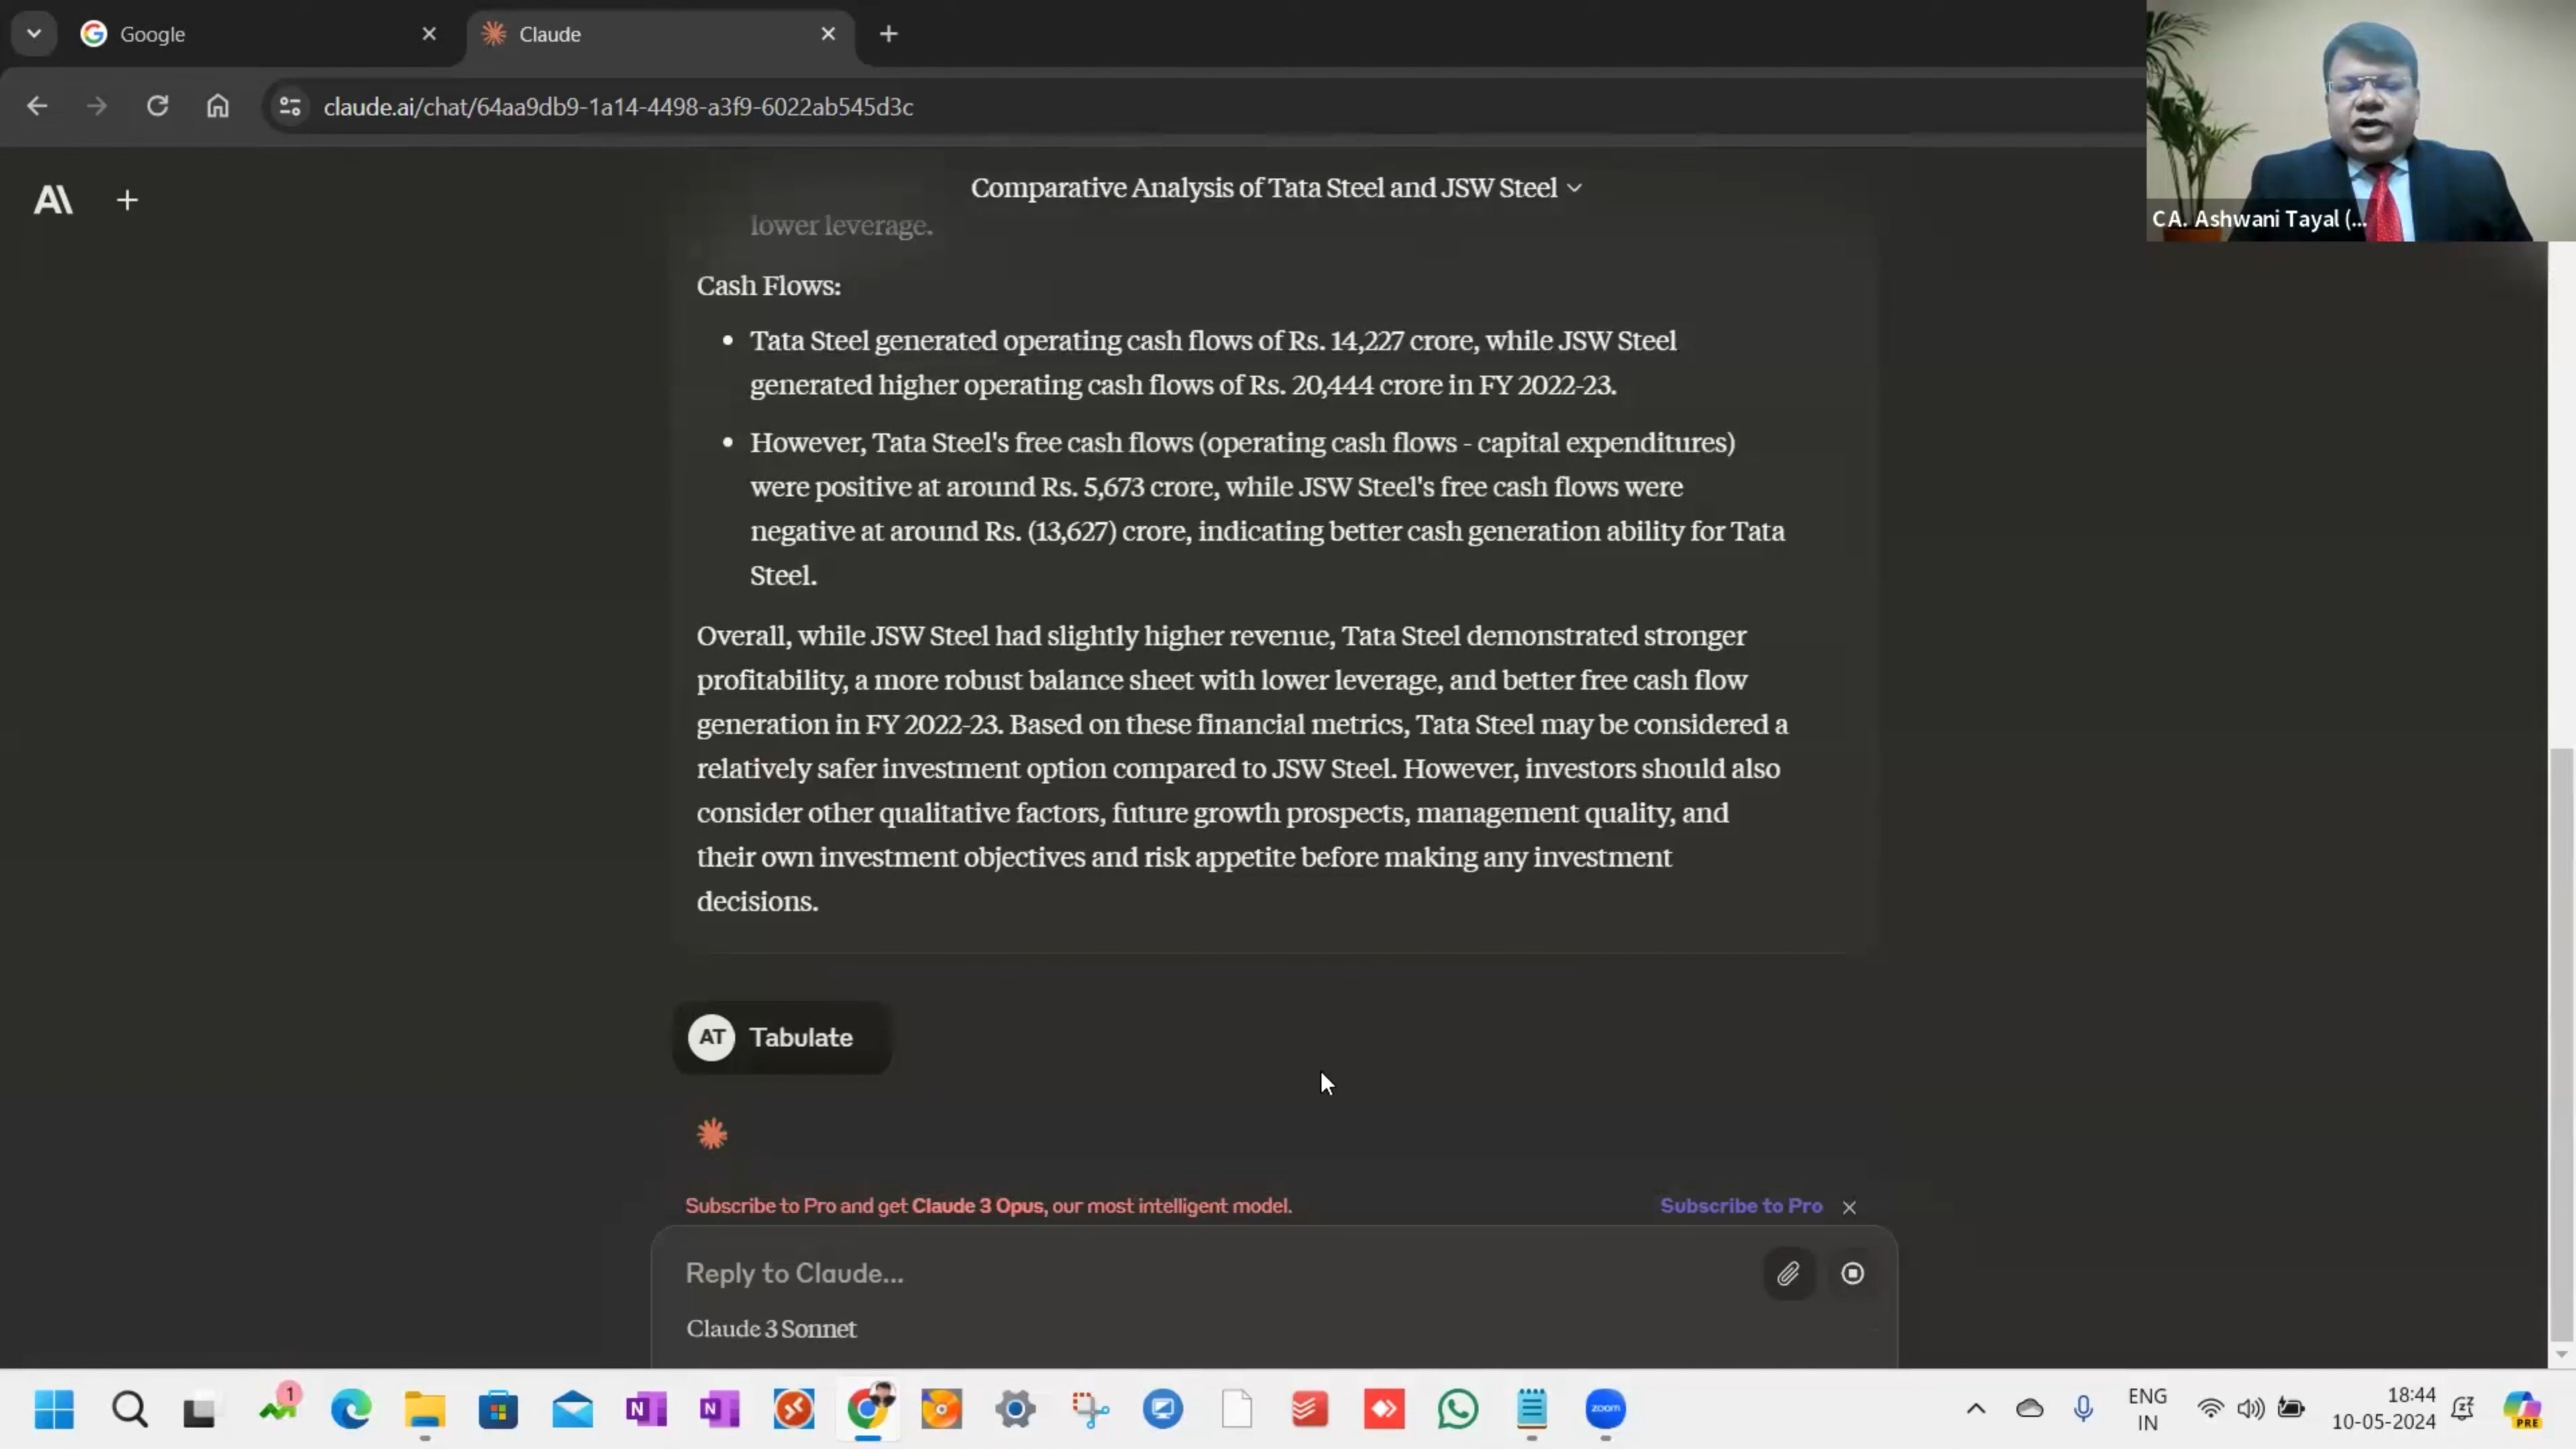 Google
Claude
claude.ai/chat/64aa9db9-1a14-4498-a3f9-6022ab545d3c
CA. Ashwani Tayal (...
A\
Comparative Analysis of Tata Steel and JSW Steel
lower leverage.
Cash Flows:
• Tata Steel generated operating cash flows of Rs. 14,227 crore, while JSW Steel
generated higher operating cash flows of Rs. 20,444 crore in FY 2022-23.
• However, Tata Steel's free cash flows (operating cash flows - capital expenditures)
were positive at around Rs. 5,673 crore, while JSW Steel's free cash flows were
negative at around Rs. (13,627) crore, indicating better cash generation ability for Tata
Steel.
Overall, while JSW Steel had slightly higher revenue, Tata Steel demonstrated stronger
profitability, a more robust balance sheet with lower leverage, and better free cash flow
generation in FY 2022-23. Based on these financial metrics, Tata Steel may be considered a
relatively safer investment option compared to JSW Steel. However, investors should also
consider other qualitative factors, future growth prospects, management quality, and
their own investment objectives and risk appetite before making any investment
decisions.
AT Tabulate
Subscribe to Pro and get Claude 3 Opus, our most intelligent model.
Subscribe to Pro
Reply to Claude...
Claude 3 Sonnet
1
N
N
zoom
ENG
IN
18:44
10-05-2024
PRE